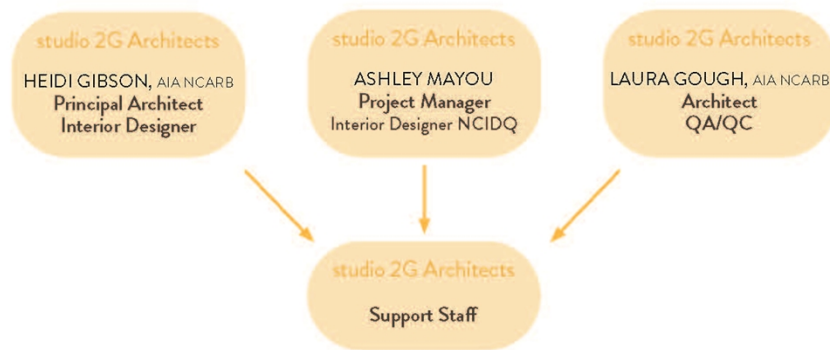 studio 2G Architects
HEIDI GIBSON, AIA NCARB
Principal Architect
Interior Designer
studio 2G Architects
ASHLEY MAYOU
Project Manager
Interior Designer NCIDQ
studio 2G Architects
LAURA GOUGH, AIA NCARB
Architect
QA/QC
studio 2G Architects
Support Staff